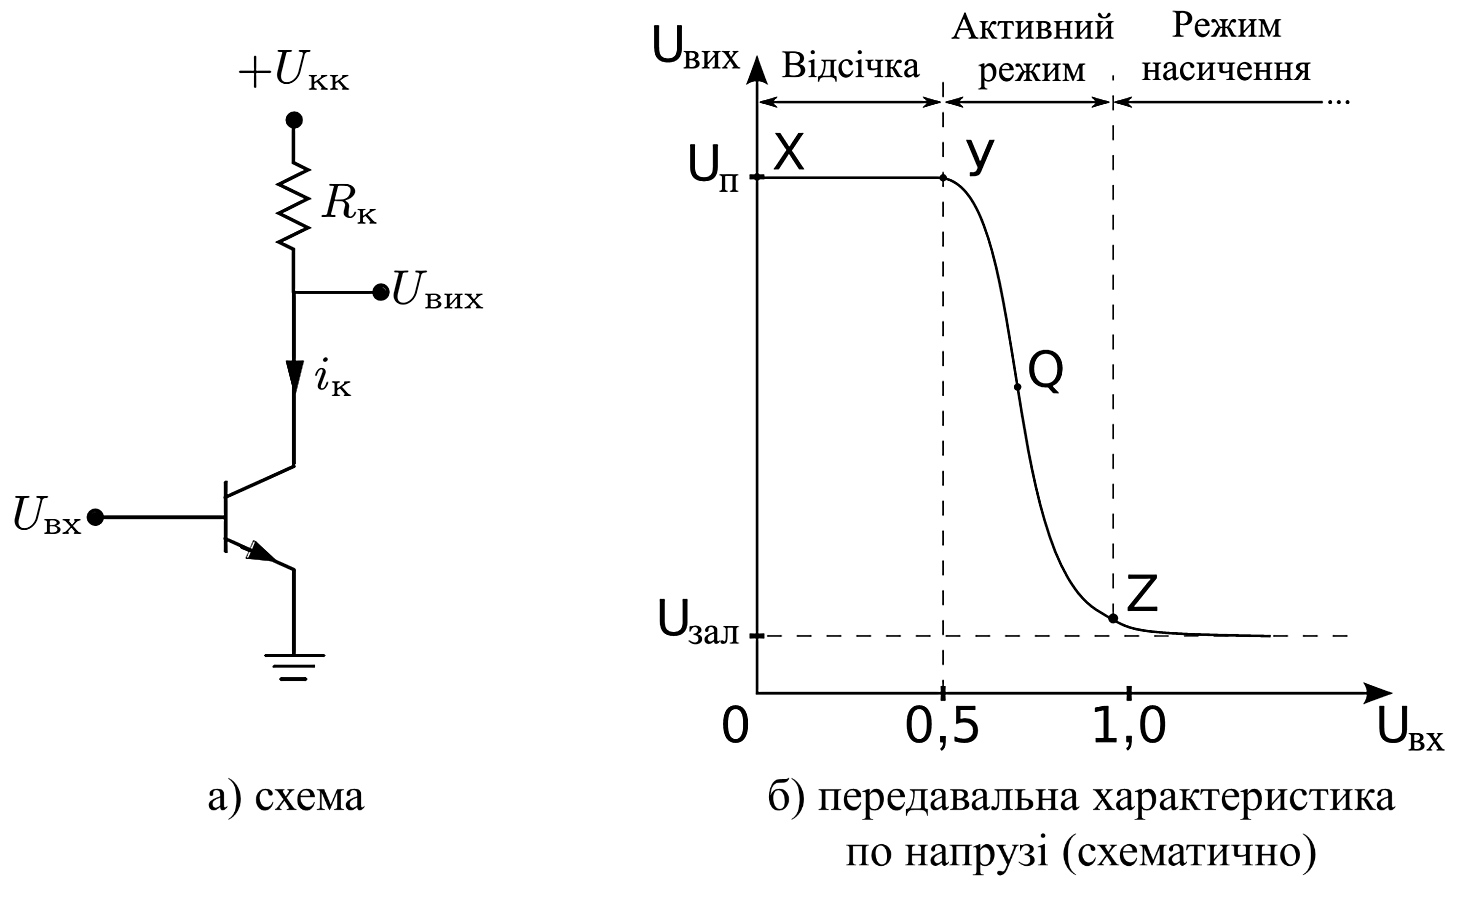 +Uкк
Rк
Uвих
iк
Uвх
а) схема
Uвих
Відсічка
Активний
режим
Режим
насичення
...
Uп
X
y
Q
Z
Uзал
0
0,5
1,0
Uвх
б) передавальна характеристика
по напрузі (схематично)